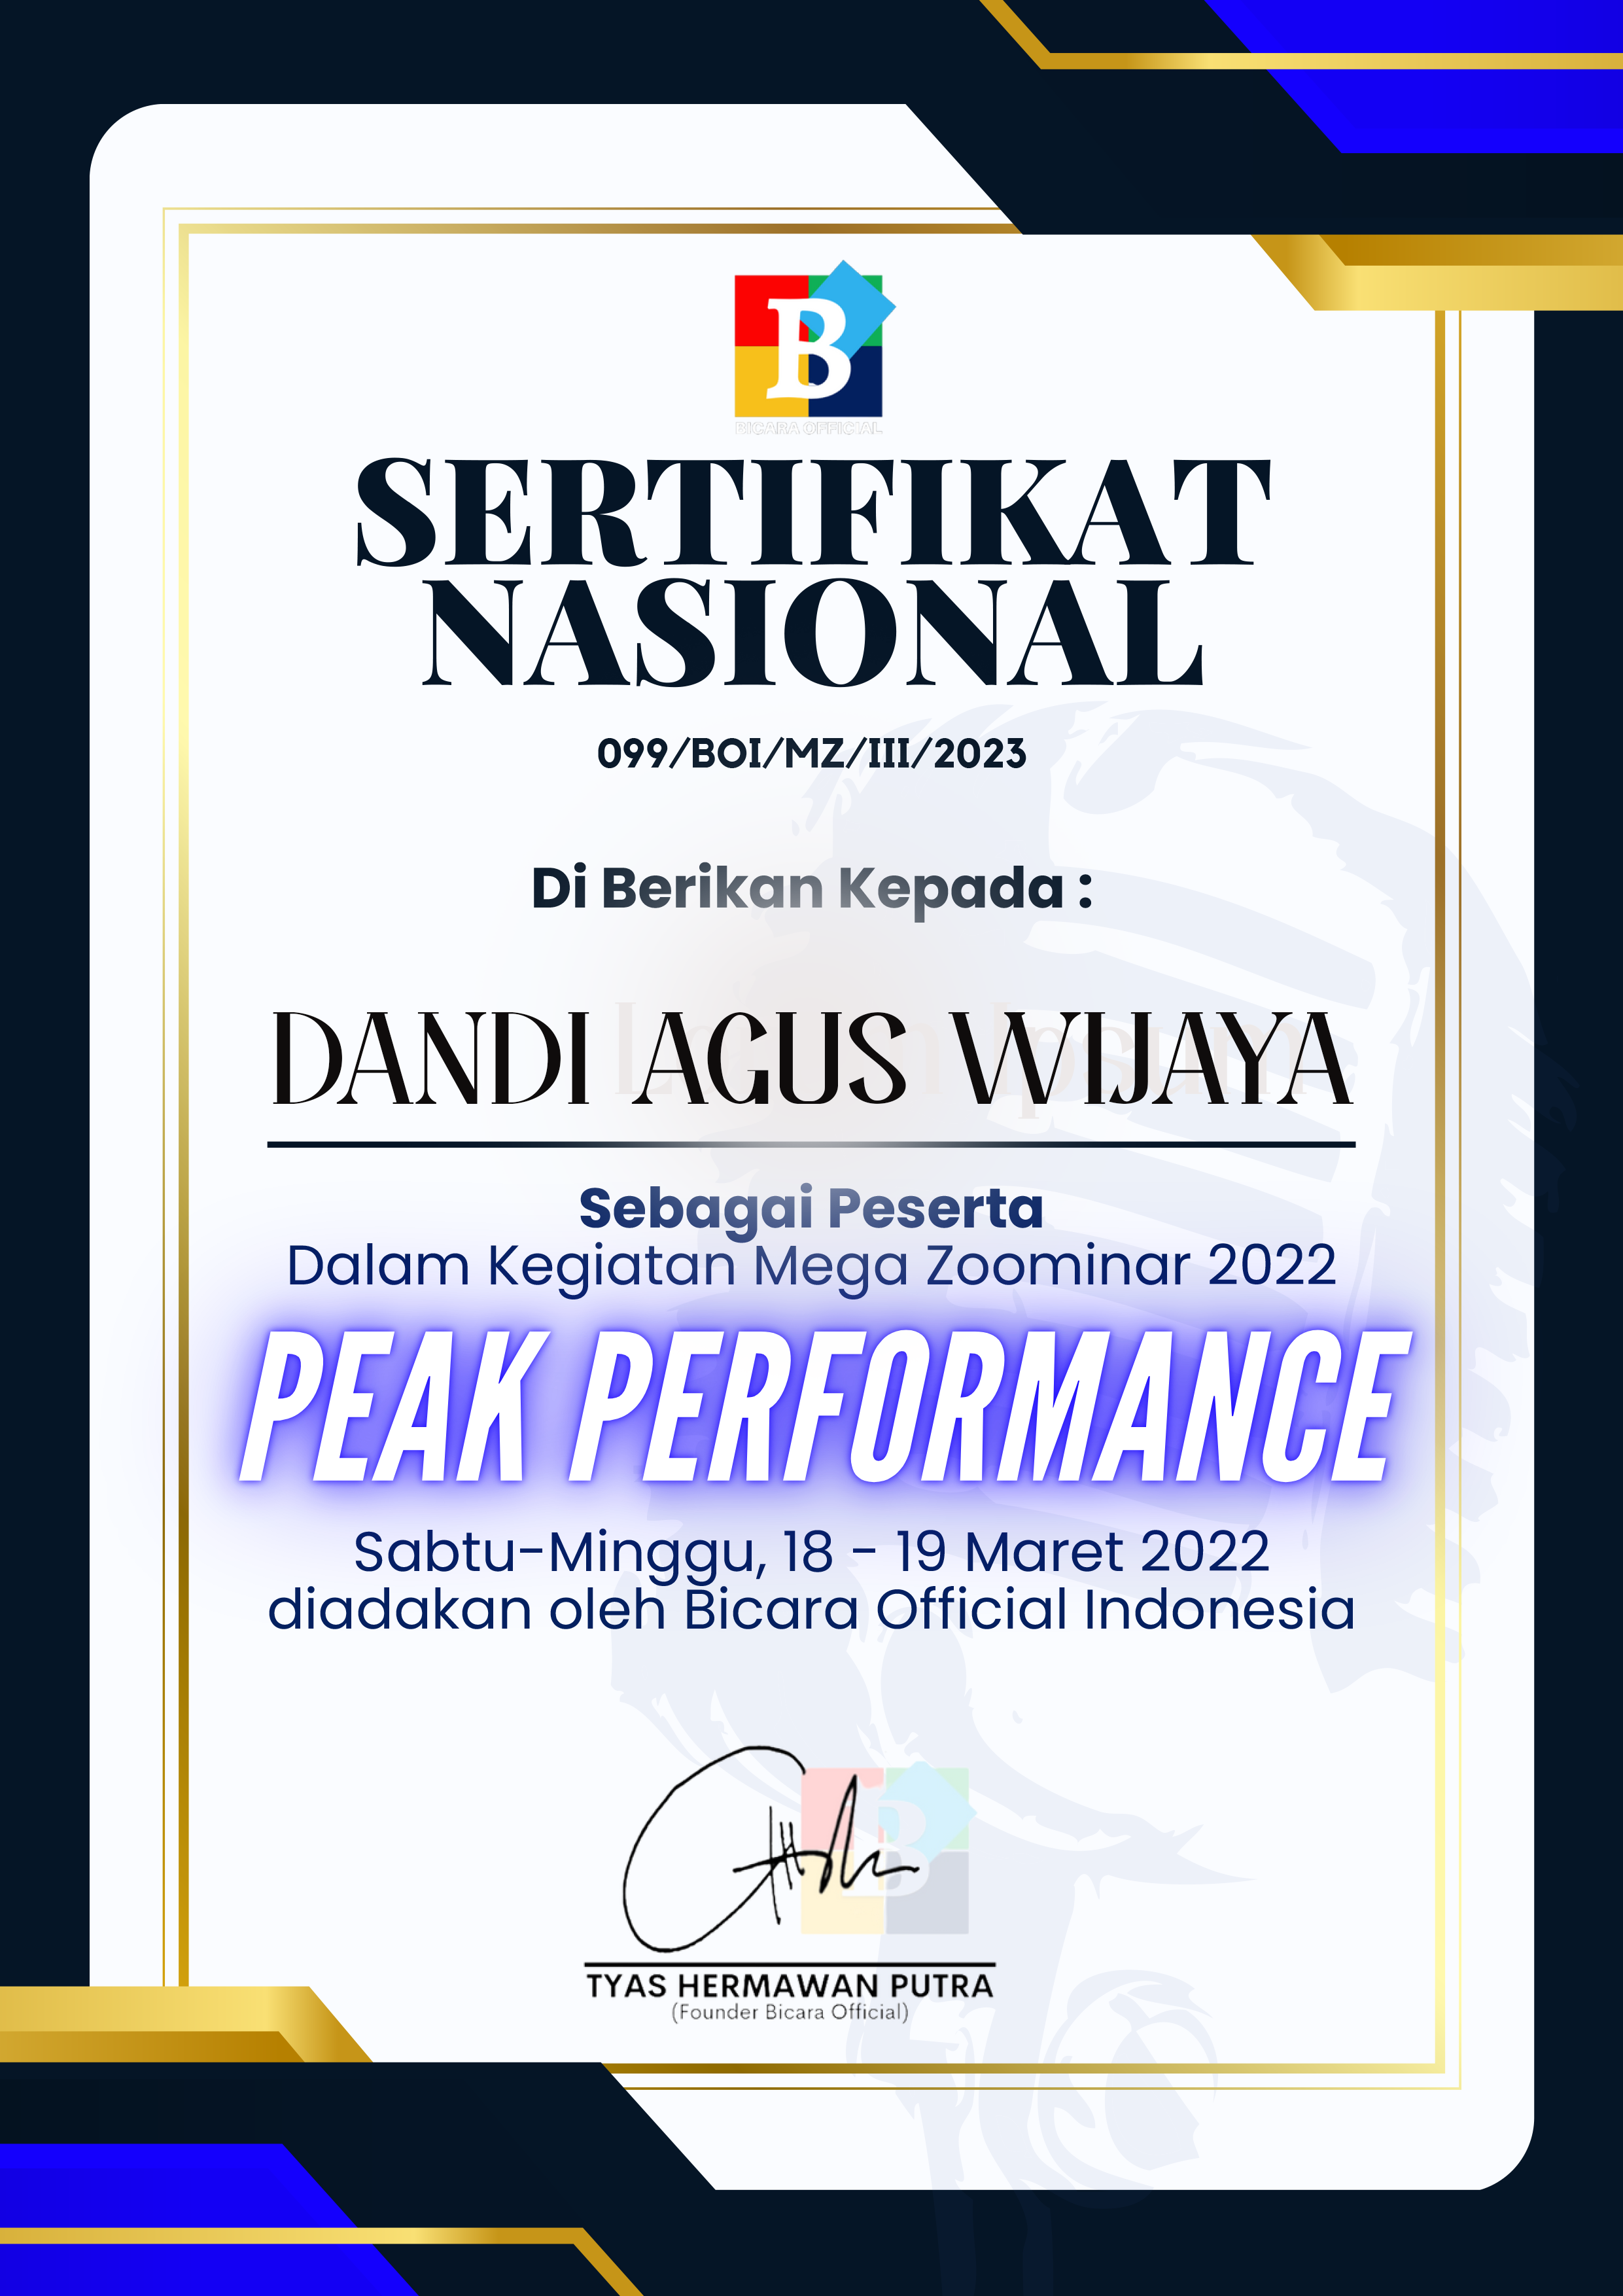 B
BICARA OFFICIAL
SERTIFIKAT
NASIONAL
099/BOI/MZ/III/2023
Di Berikan Kepada :
DANDI AGUS WIJAYA
Sebagai Peserta
Dalam Kegiatan Mega Zoominar 2022
PEAK PERFORMANCE
Sabtu-Minggu, 18 - 19 Maret 2022
diadakan oleh Bicara Official Indonesia
B
TYAS HERMAWAN PUTRA
(Founder Bicara Official)